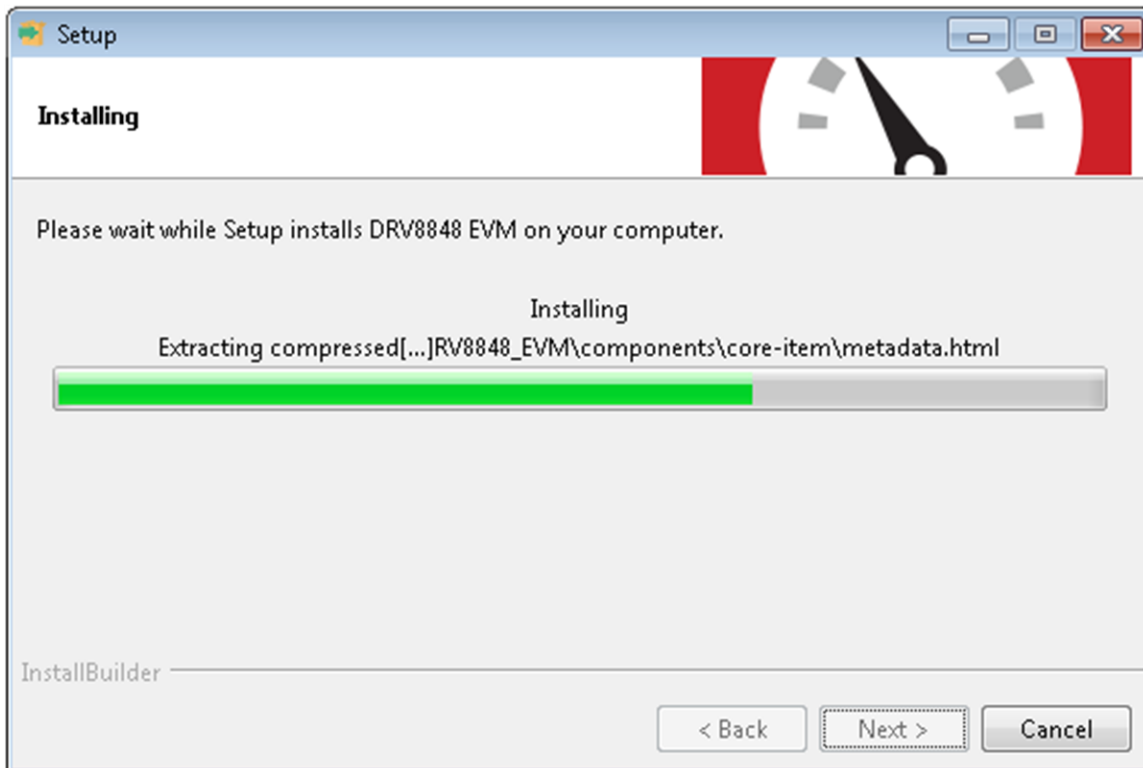 Setup
Installing
Please wait while Setup installs DRV8848 EVM on your computer.
Installing
Extracting compressed[...]RV8848_EVM\components\core-item\metadata.html
InstallBuilder
< Back
Next >
Cancel